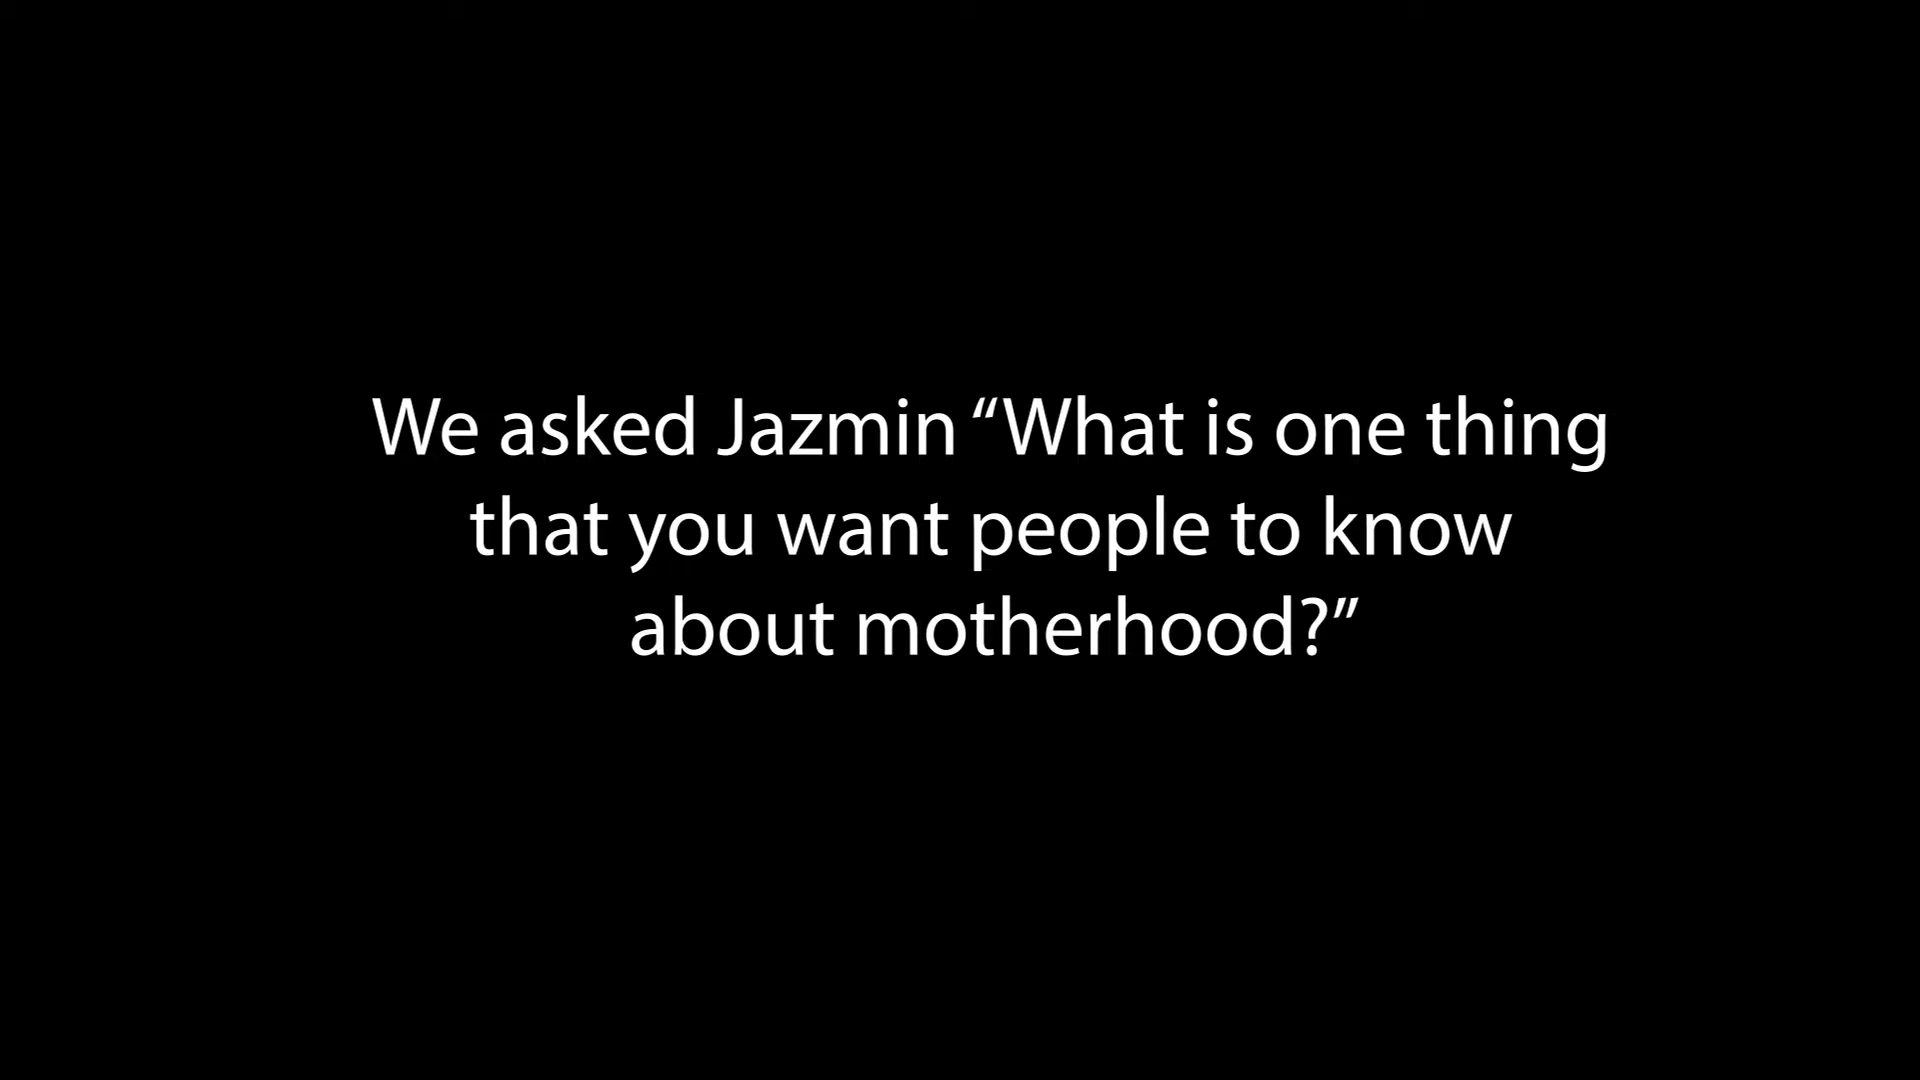 We asked Jazmin “What is one thing
that you want people to know
about motherhood?”